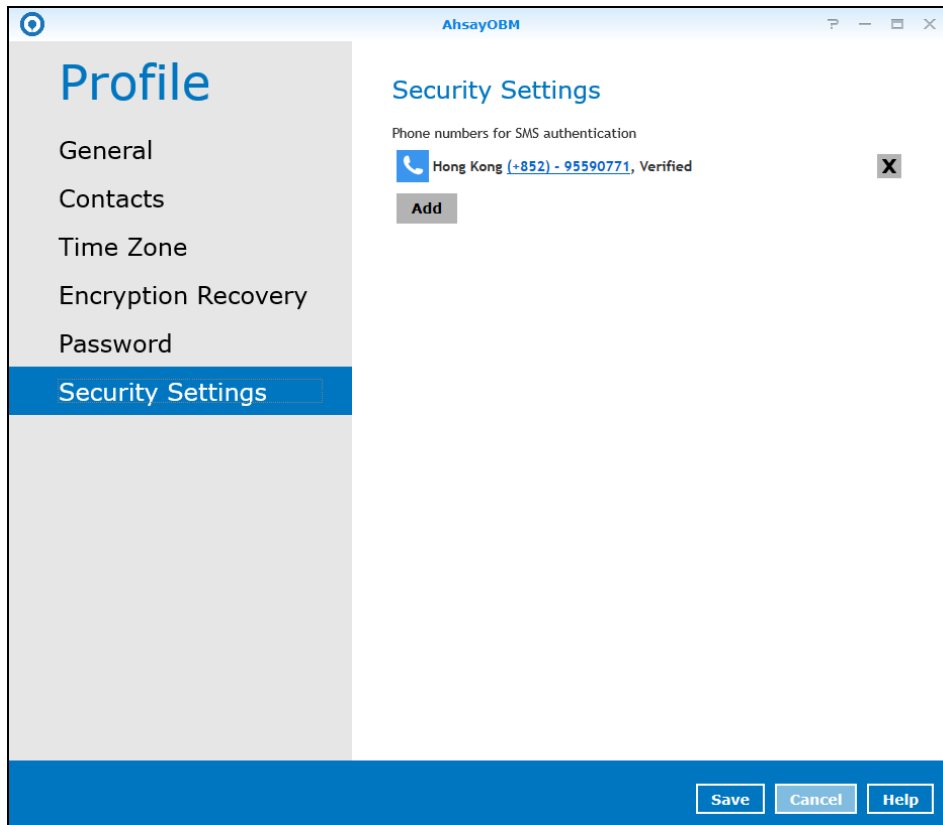 AhsayOBM
?
Profile
General
Contacts
Time Zone
Encryption Recovery
Password
Security Settings
Security Settings
Phone numbers for SMS authentication
Hong Kong (+852) - 95590771, Verified
X
Add
Save
Cancel
Help